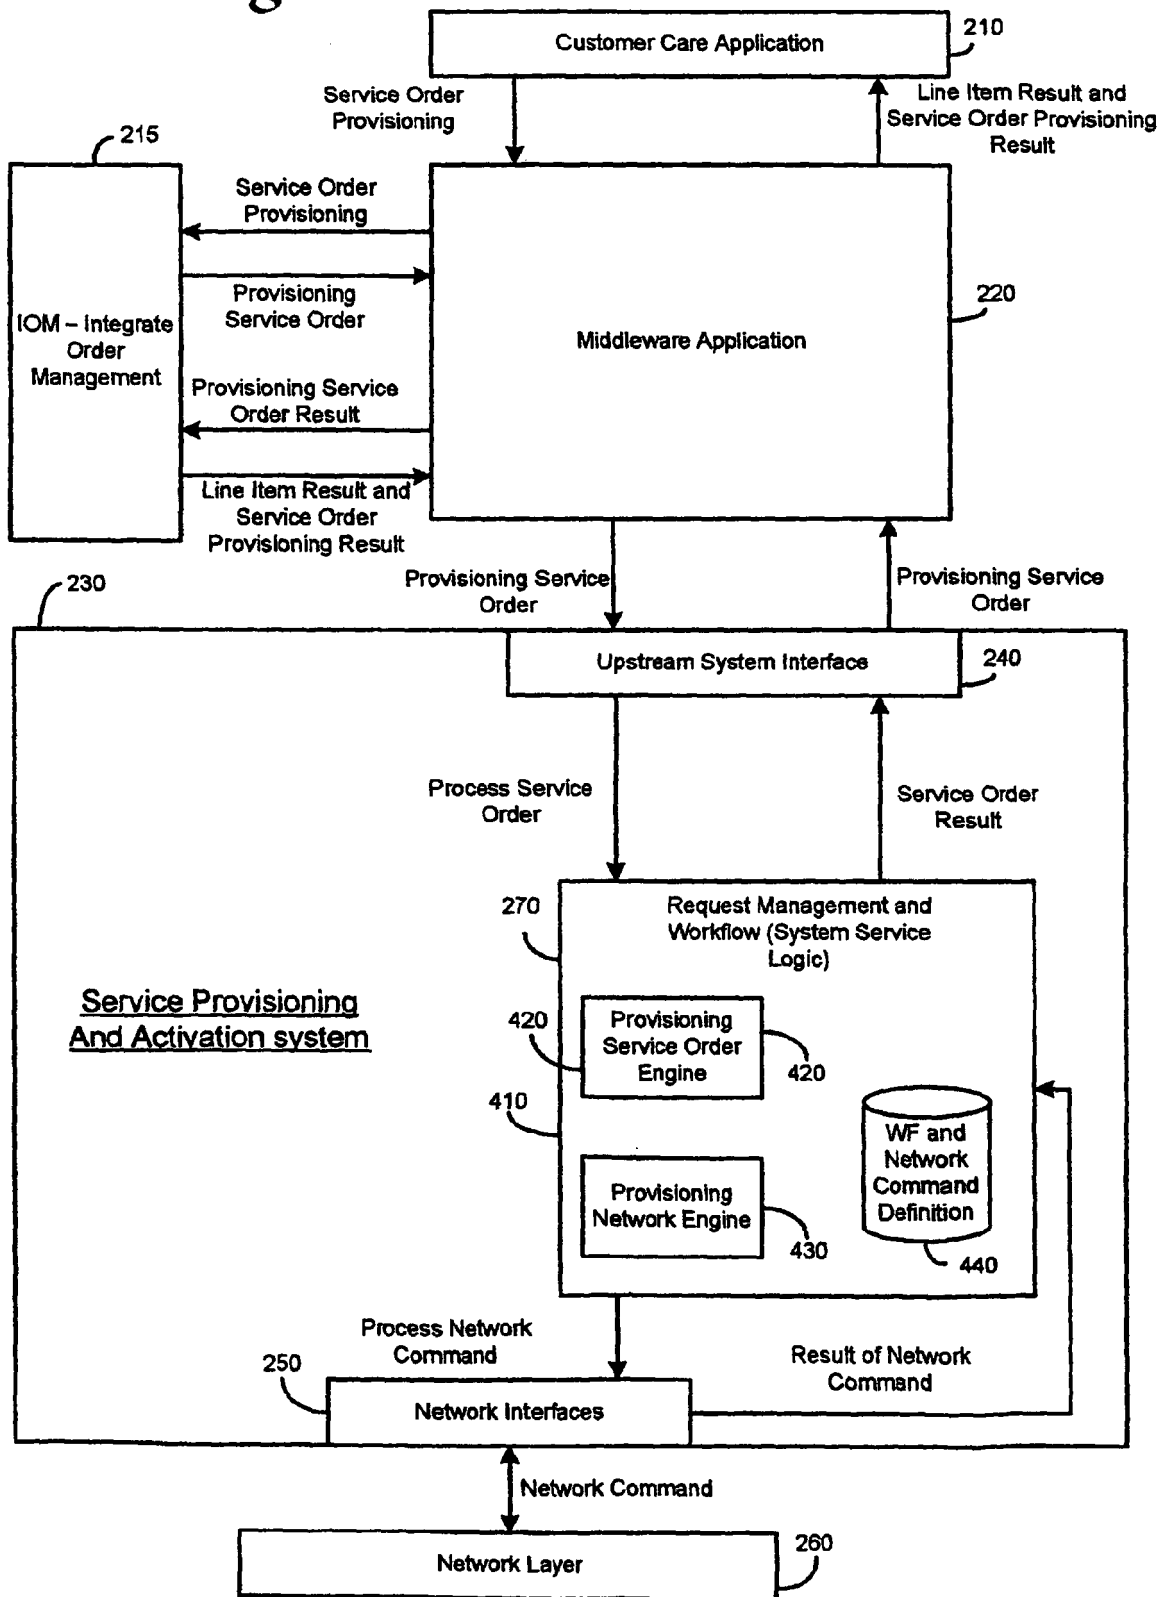 Customer Care Application
210
Service Order
Provisioning
Line Item Result and
Service Order Provisioning
Result
215
Service Order
Provisioning
Provisioning
Service Order
IOM – Integrate
Order
Management
Provisioning Service
Order Result
Line Item Result and
Service Order
Provisioning Result
Middleware Application
220
230
Provisioning Service
Order
Provisioning Service
Order
Upstream System Interface
240
Process Service
Order
Service Order
Result
270
Request Management and
Workflow (System Service
Logic)
Service Provisioning
And Activation system
420
Provisioning
Service Order
Engine
420
410
WF and
Network
Command
Definition
Provisioning
Network Engine
430
440
Process Network
Command
Result of Network
Command
250
Network Interfaces
Network Command
Network Layer
260